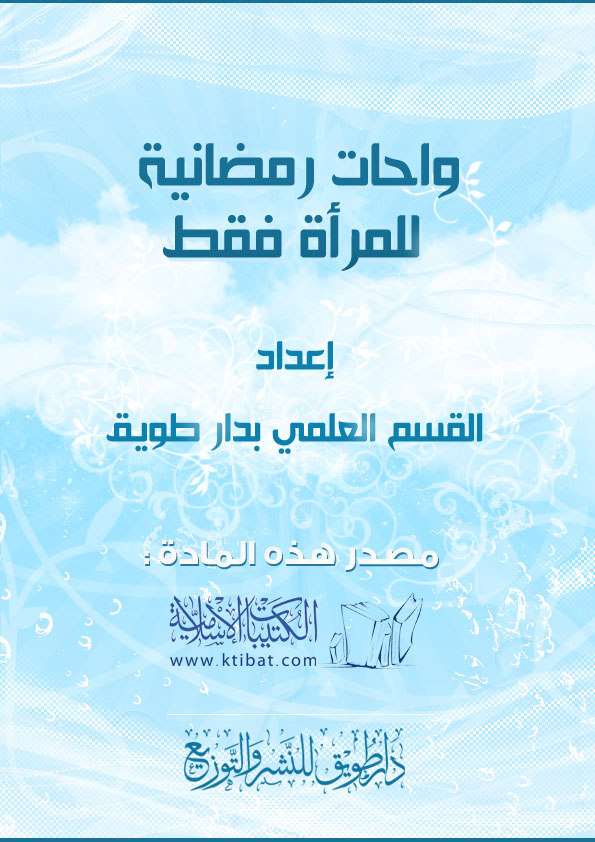 واحات رمضانية
للمرأة فقط
إعداد
القسم العلمي بدار طويق
مصدر هذه المادة :
الكتيبات الإسلامية
www.ktibat.com
دار طويق للنشر والتوزيع